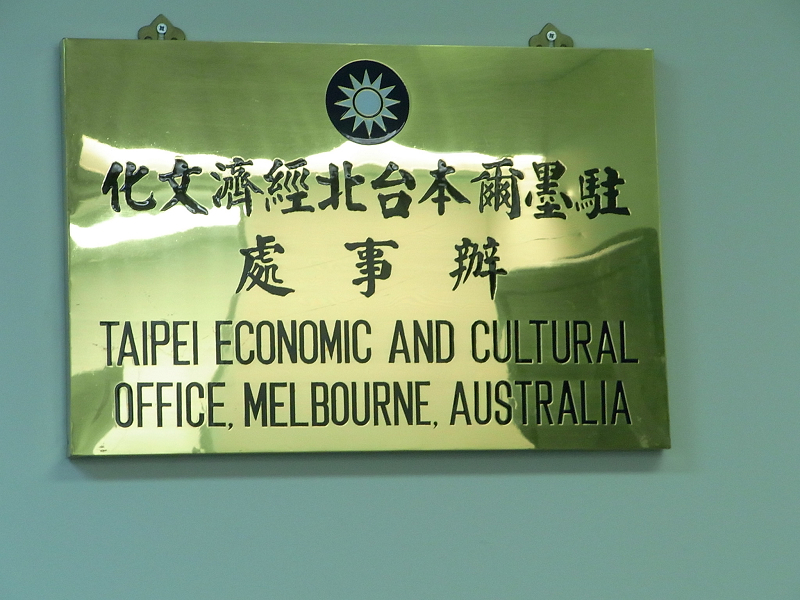 駐墨爾本台北經濟文化
辦事處
TAIPEI ECONOMIC AND CULTURAL
OFFICE, MELBOURNE, AUSTRALIA